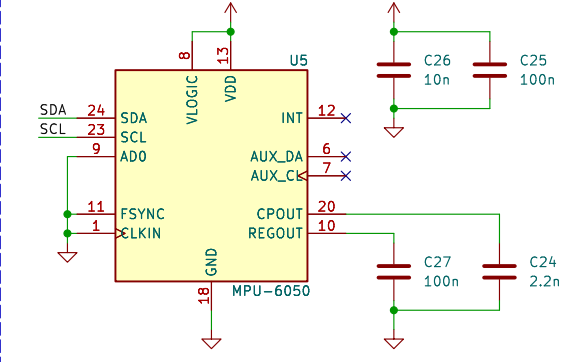 U5
8
13
VLOGIC
VDD
SDA
24
SDA
SCL
23
SCL
9
AD0
11
FSYNC
1
CLKIN
INT
12
AUX_DA
6
AUX_CL
7
CPOUT
20
REGOUT
10
GND
18
MPU-6050
C26
10n
C25
100n
C27
100n
C24
2.2n